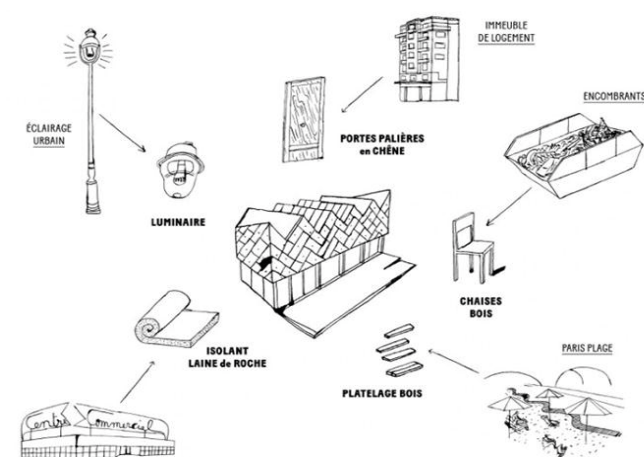 IMMEUBLE
DE LOGEMENT
ENCOMBRANTS
ÉCLAIRAGE
URBAIN
PORTES PALIÈRES
en CHÊNE
LUMINAIRE
CHAISES
BOIS
ISOLANT
LAINE de ROCHE
PARIS PLAGE
PLATELAGE BOIS
Centre Commercial